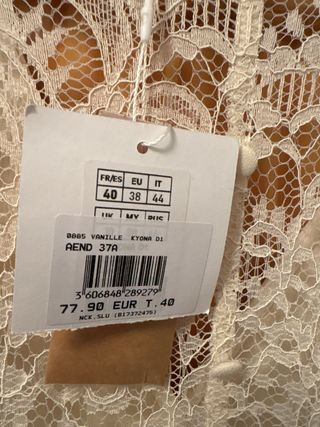 FR/ES EU IT
40 38 44
UK MX RUS
0885 VANILLE KYONA D1
AEND 37A
3 606848 289279
77.90 EUR T.40
NCK.SLU (B17372475)